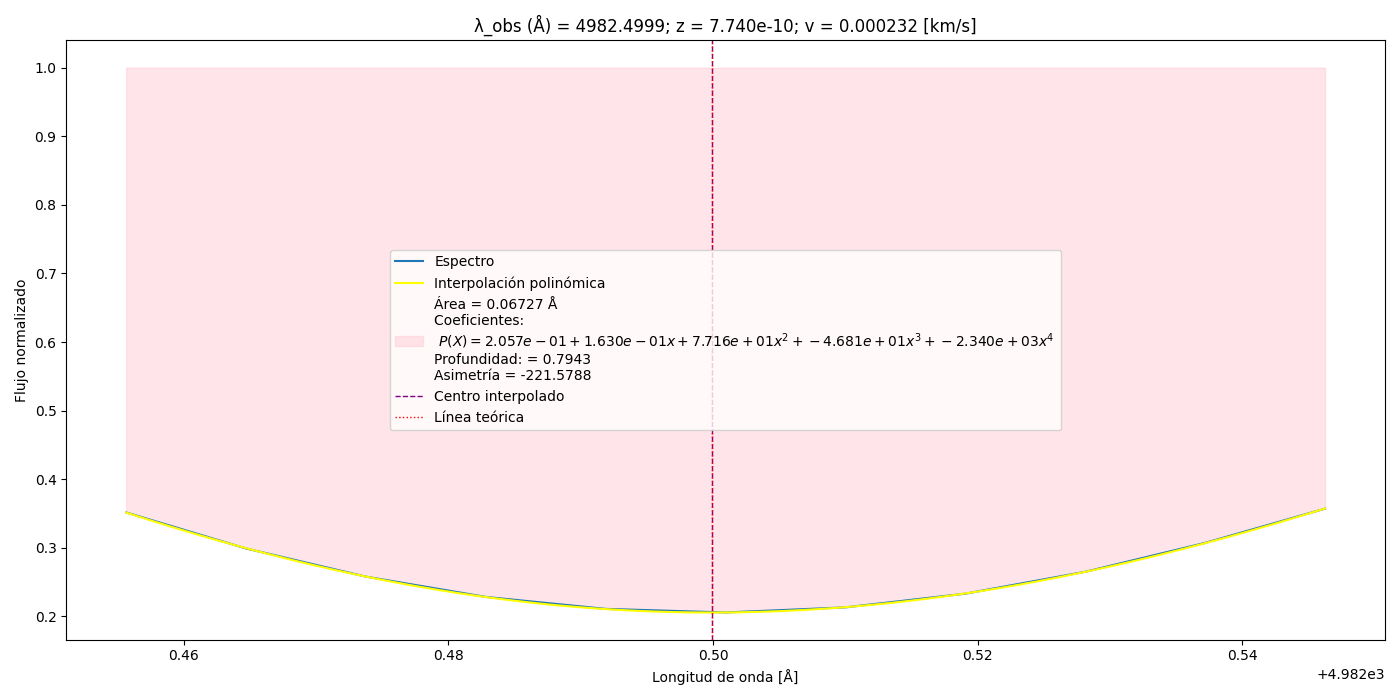 λ_obs (Å) = 4982.4999; z = 7.740e-10; v = 0.000232 [km/s]
Flujo normalizado
1.0
0.9
0.8
0.7
0.6
0.5
0.4
0.3
0.2
Espectro
Interpolación polinómica
Área = 0.06727 Å
Coeficientes:
P(X) = 2.057e − 01 + 1.630e − 01x + 7.716e + 01x² + −4.681e + 01x³ + −2.340e + 03x⁴
Profundidad: = 0.7943
Asimetría = -221.5788
Centro interpolado
Línea teórica
0.46 0.48 0.50 0.52 0.54
Longitud de onda [Å]
+4.982e3